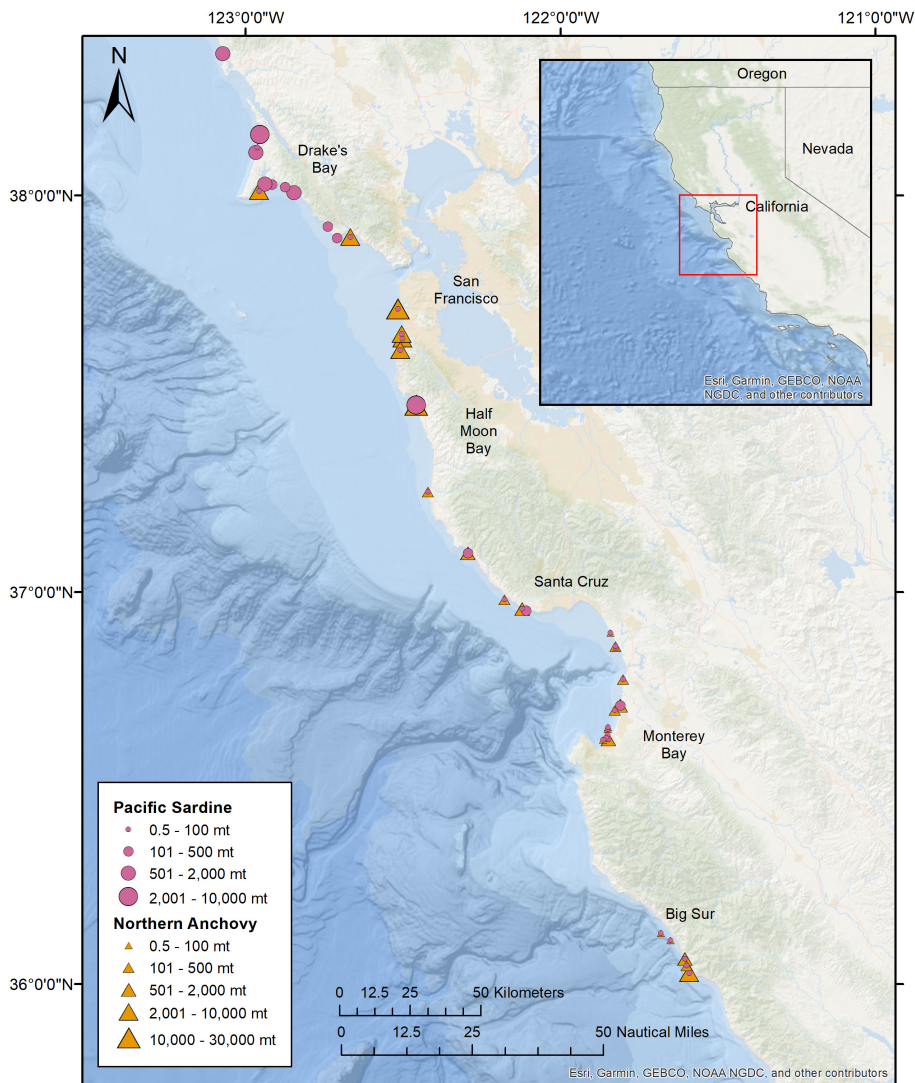 123°0'0"W
122°0'0"W
121°0'0"W
N
Oregon
Nevada
California
Esri, Garmin, GEBCO, NOAA
NGDC, and other contributors
Drake's
Bay
38°0'0"N
San
Francisco
Half
Moon
Bay
Santa Cruz
37°0'0"N
Monterey
Bay
Pacific Sardine
0.5 - 100 mt
101 - 500 mt
501 - 2,000 mt
2,001 - 10,000 mt
Northern Anchovy
0.5 - 100 mt
101 - 500 mt
501 - 2,000 mt
2,001 - 10,000 mt
10,000 - 30,000 mt
Big Sur
36°0'0"N
0 12.5 25 50 Kilometers
0 12.5 25 50 Nautical Miles
Esri, Garmin, GEBCO, NOAA NGDC, and other contributors